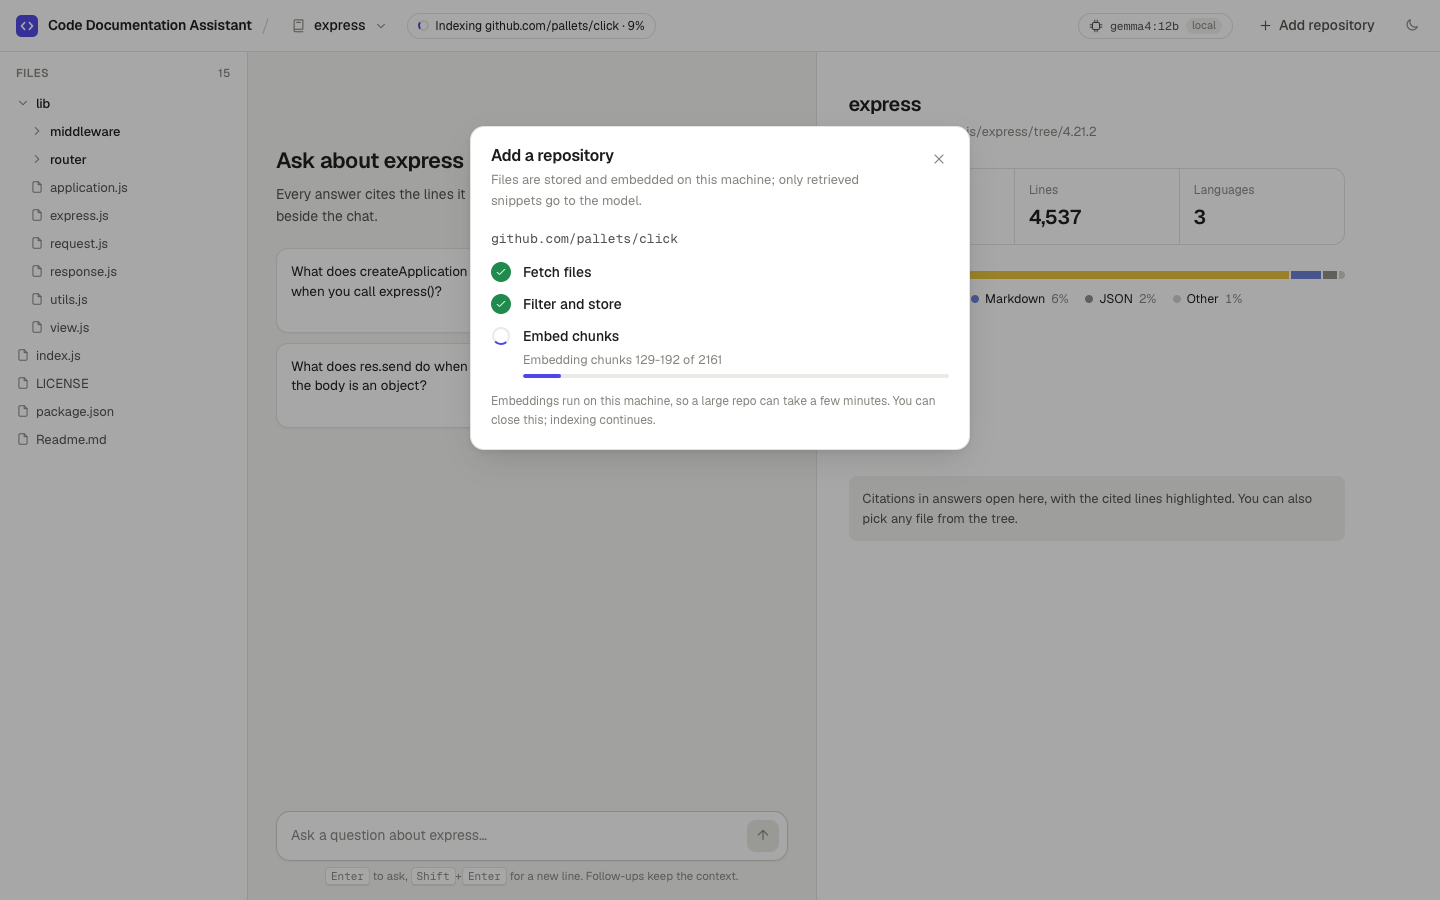 Code Documentation Assistant / express Indexing github.com/pallets/click · 9% gemma4:12b local + Add repository
FILES 15
lib
middleware
router
application.js
express.js
request.js
response.js
utils.js
view.js
index.js
LICENSE
package.json
Readme.md
Ask about express
Every answer cites the lines it
beside the chat.
What does createApplication
when you call express()?
What does res.send do when
the body is an object?
Ask a question about express...
Enter to ask, Shift+Enter for a new line. Follow-ups keep the context.
Add a repository
Files are stored and embedded on this machine; only retrieved
snippets go to the model.
github.com/pallets/click
Fetch files
Filter and store
Embed chunks
Embedding chunks 129-192 of 2161
Embeddings run on this machine, so a large repo can take a few minutes. You can
close this; indexing continues.
express
js/express/tree/4.21.2
Lines
4,537
Languages
3
Markdown 6% JSON 2% Other 1%
Citations in answers open here, with the cited lines highlighted. You can also
pick any file from the tree.